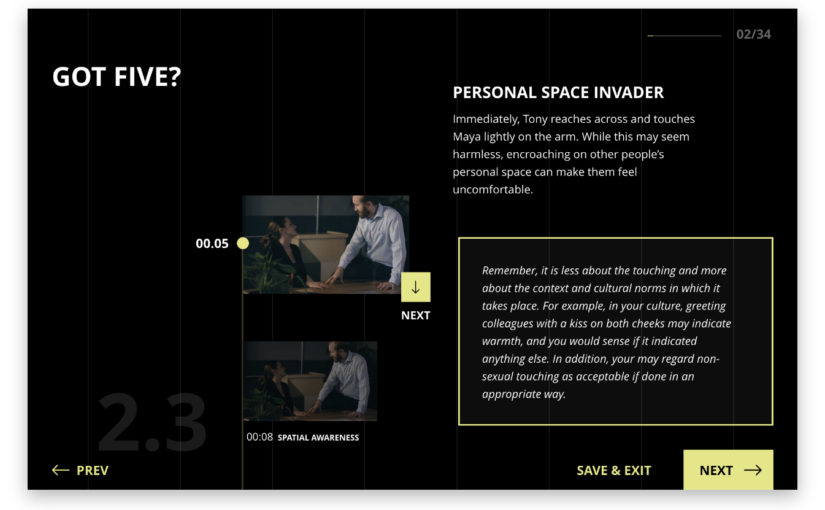 02/34
GOT FIVE?
PERSONAL SPACE INVADER
Immediately, Tony reaches across and touches
Maya lightly on the arm. While this may seem
harmless, encroaching on other people's
personal space can make them feel
uncomfortable.
00.05
NEXT
Remember, it is less about the touching and more
about the context and cultural norms in which it
takes place. For example, in your culture, greeting
colleagues with a kiss on both cheeks may indicate
warmth, and you would sense if it indicated
anything else. In addition, your may regard non-
sexual touching as acceptable if done in an
appropriate way.
2.3
00:08 SPATIAL AWARENESS
PREV
SAVE & EXIT
NEXT